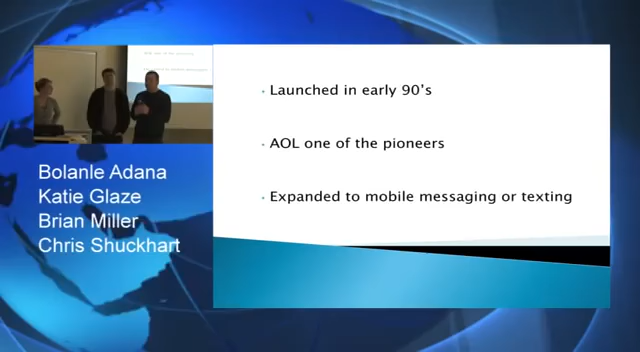 Bolanle Adana
Katie Glaze
Brian Miller
Chris Shuckhart
Launched in early 90's
AOL one of the pioneers
Expanded to mobile messaging or texting